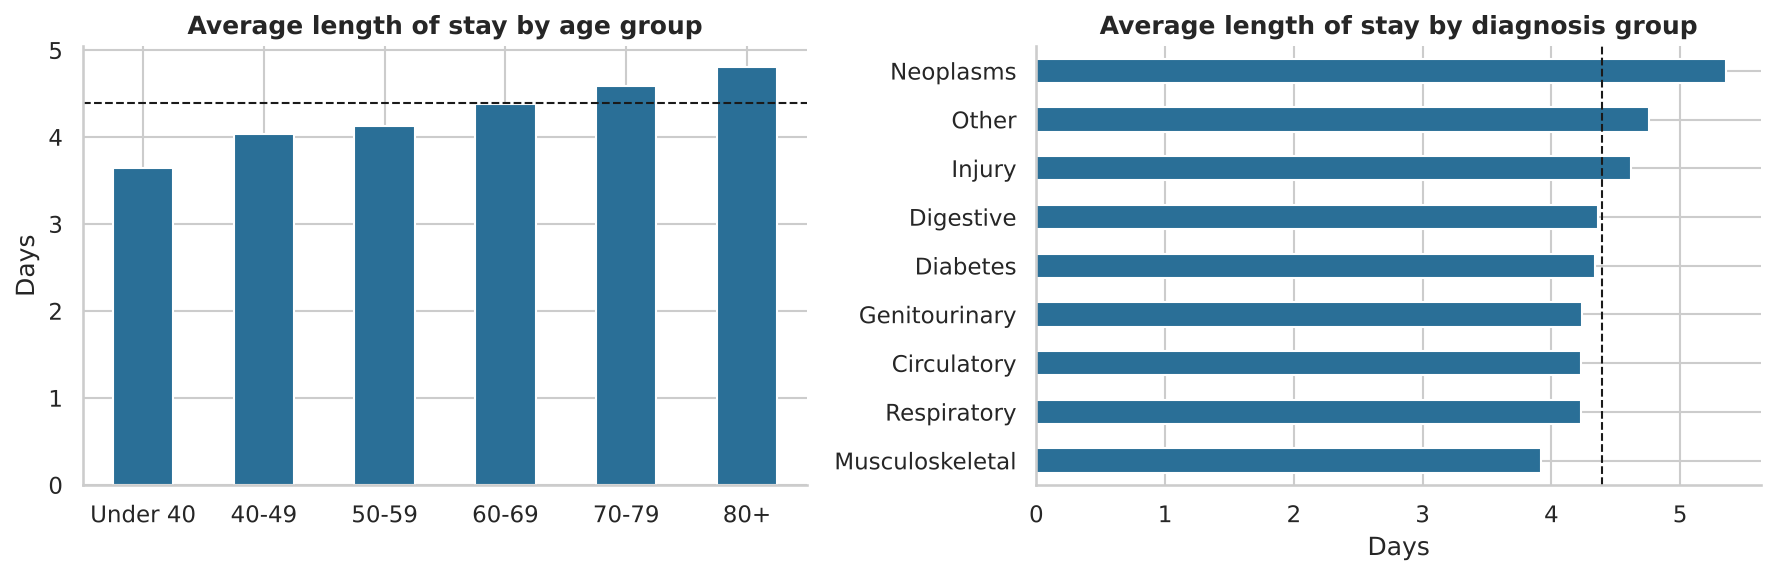 Average length of stay by age group
5
4
3
2
1
0
Days
Under 40 40-49 50-59 60-69 70-79 80+
Average length of stay by diagnosis group
Neoplasms
Other
Injury
Digestive
Diabetes
Genitourinary
Circulatory
Respiratory
Musculoskeletal
0 1 2 3 4 5
Days